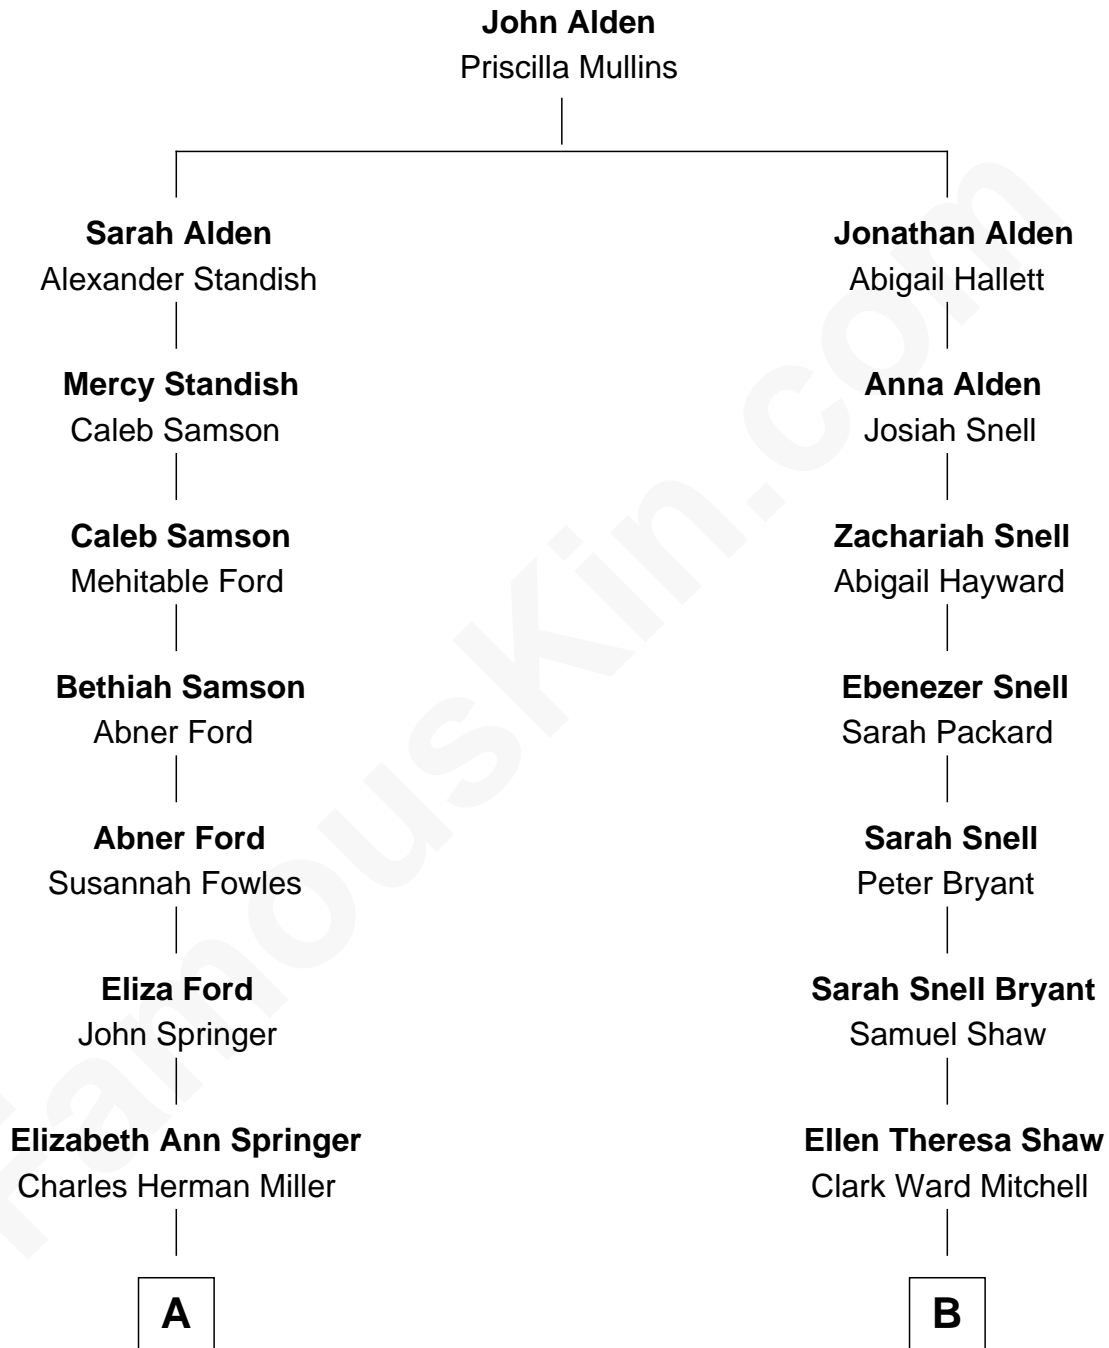 John Alden
Priscilla Mullins
Sarah Alden
Alexander Standish
Jonathan Alden
Abigail Hallett
Mercy Standish
Caleb Samson
Anna Alden
Josiah Snell
Caleb Samson
Mehitable Ford
Zachariah Snell
Abigail Hayward
Bethiah Samson
Abner Ford
Ebenezer Snell
Sarah Packard
Abner Ford
Susannah Fowles
Sarah Snell
Peter Bryant
Eliza Ford
John Springer
Sarah Snell Bryant
Samuel Shaw
Elizabeth Ann Springer
Charles Herman Miller
Ellen Theresa Shaw
Clark Ward Mitchell
A
B
FamousKin.com